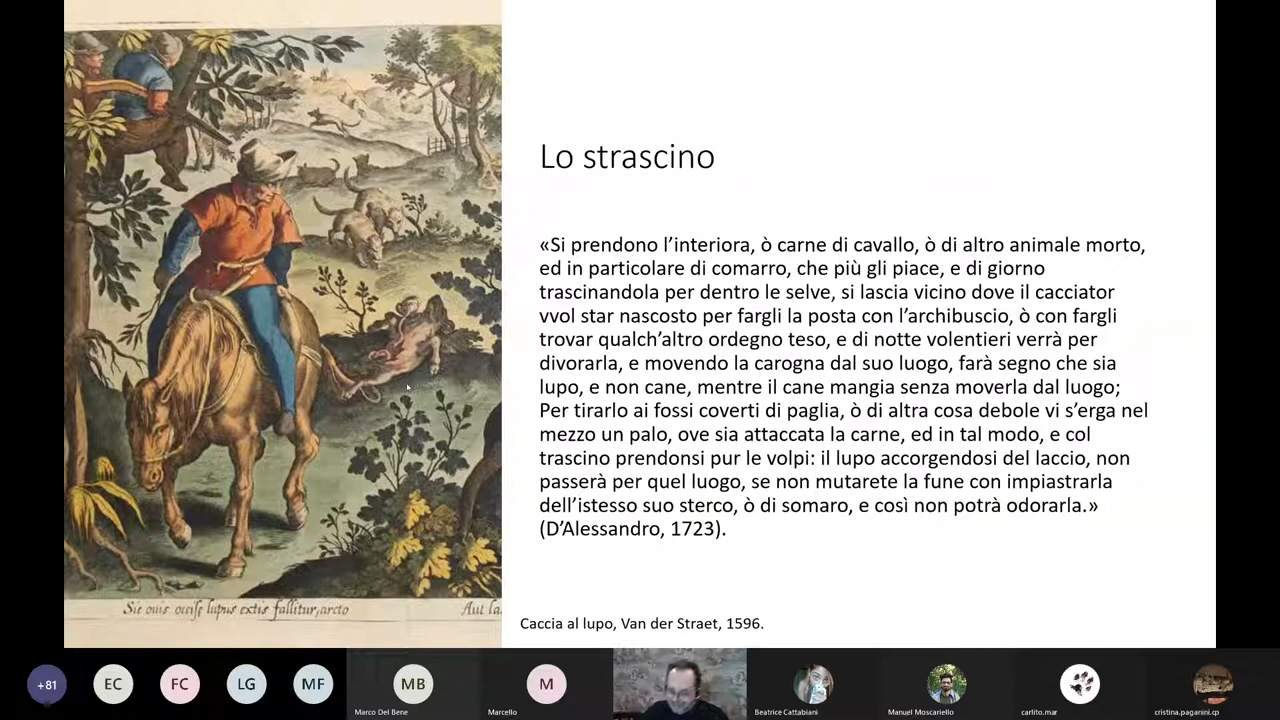 Lo strascino
«Si prendono l’interiora, ò carne di cavallo, ò di altro animale morto,
ed in particolare di comarro, che più gli piace, e di giorno
trascinandola per dentro le selve, si lascia vicino dove il cacciator
vvol star nascosto per fargli la posta con l’archibuscio, ò con fargli
trovar qualch’altro ordegno teso, e di notte volentieri verrà per
divorarla, e movendo la carogna dal suo luogo, farà segno che sia
lupo, e non cane, mentre il cane mangia senza moverla dal luogo;
Per tirarlo ai fossi coverti di paglia, ò di altra cosa debole vi s’erga nel
mezzo un palo, ove sia attaccata la carne, ed in tal modo, e col
trascino prendonsi pur le volpi: il lupo accorgendosi del laccio, non
passerà per quel luogo, se non mutarete la fune con impiastrarla
dell’istesso suo sterco, ò di somaro, e così non potrà odorarla.»
(D’Alessandro, 1723).
Sic ouis occise lupus extis fallitur, arcto
Aut la
Caccia al lupo, Van der Straet, 1596.
+81
EC
FC
LG
MF
MB
M
Marco Del Bene
Marcello
Beatrice Cattabiani
Manuel Moscariello
carlito.mar
cristina.paganini.cp